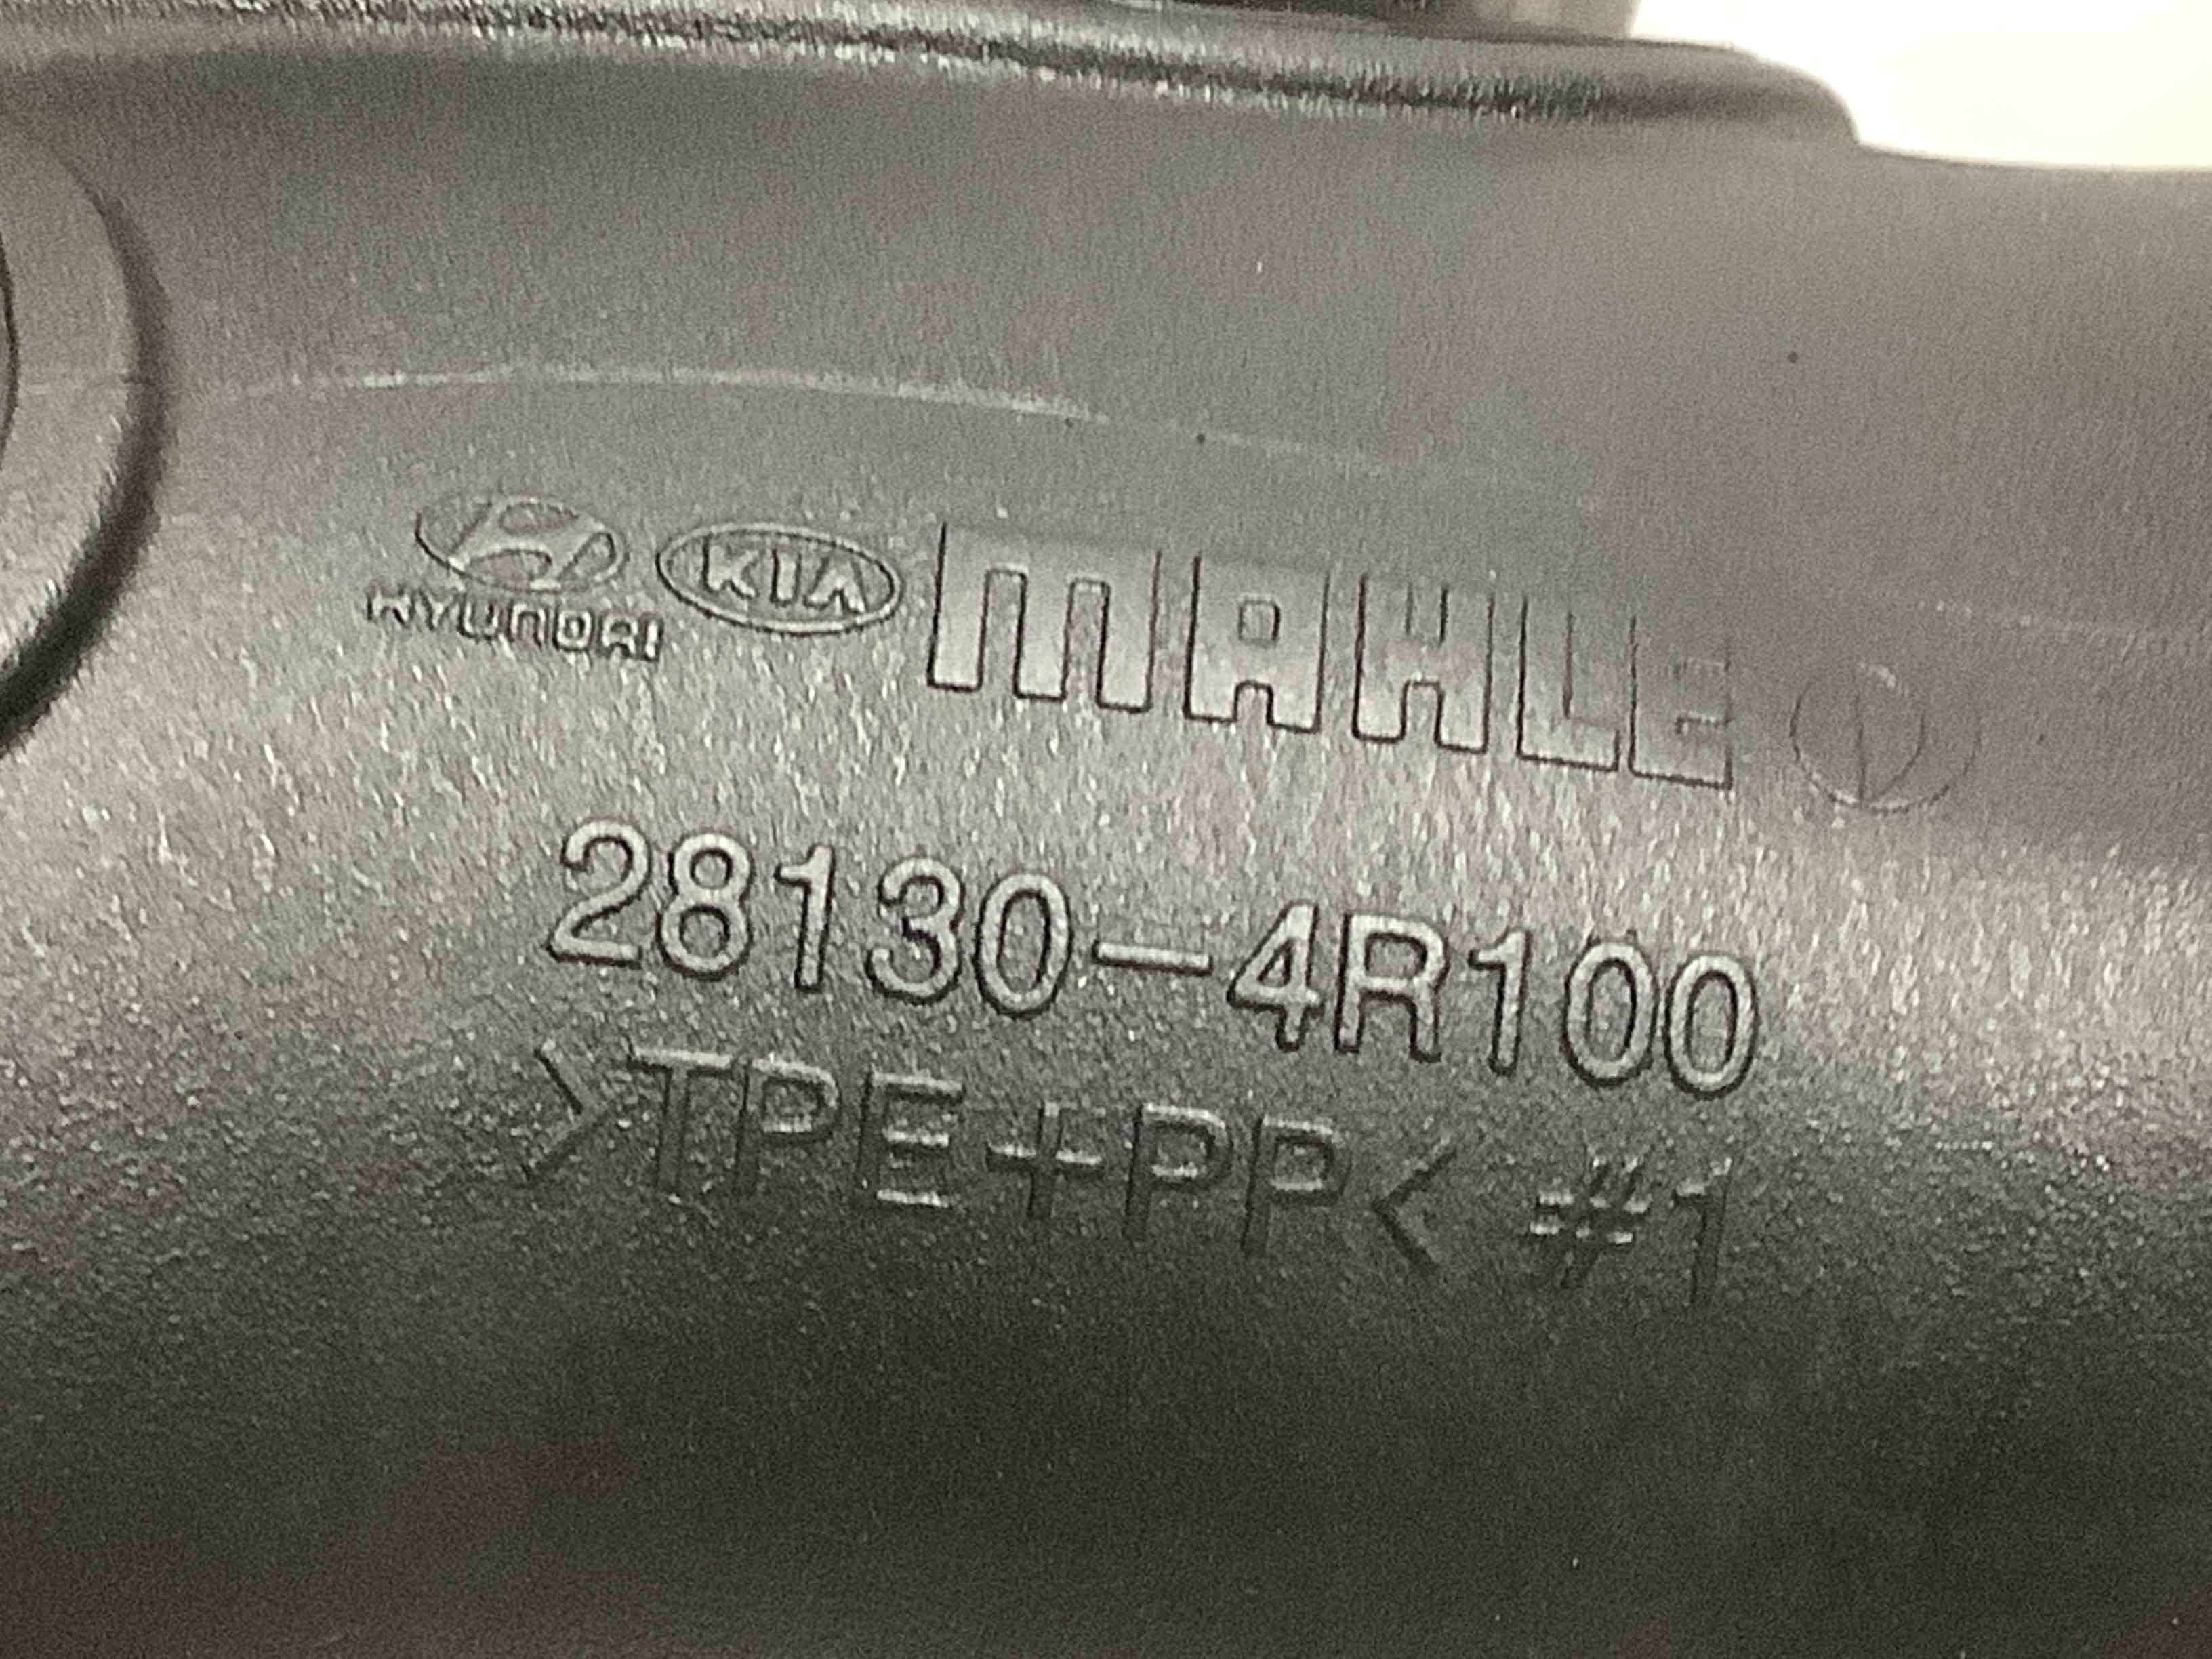 HYUNDAI KIA MAHLE
28130-4R100
>TPE+PP< #1